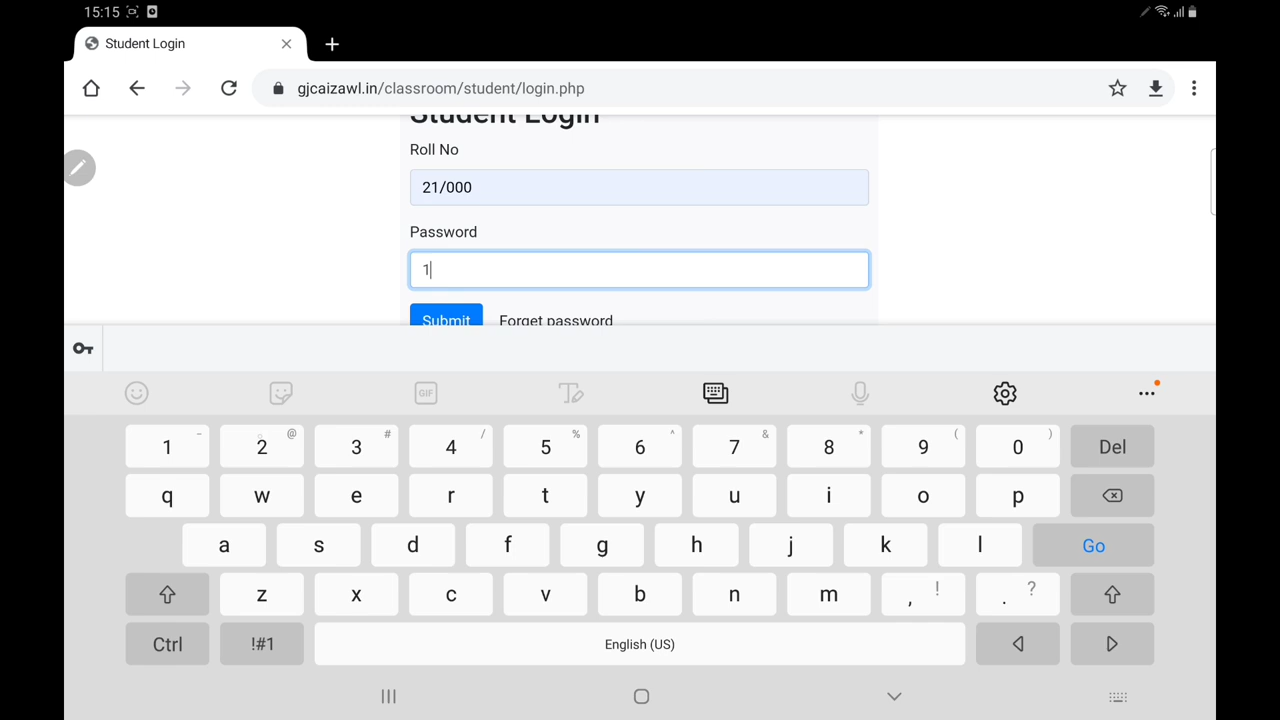 15:15
Student Login
gjcaizawl.in/classroom/student/login.php
Student Login
Roll No
21/000
Password
1
Submit Forget password
GIF
1 - 2 @ 3 # 4 / 5 % 6 ^ 7 & 8 * 9 ( 0 ) Del
q w e r t y u i o p
a s d f g h j k l Go
z x c v b n m , ! . ?
Ctrl !#1 English (US)